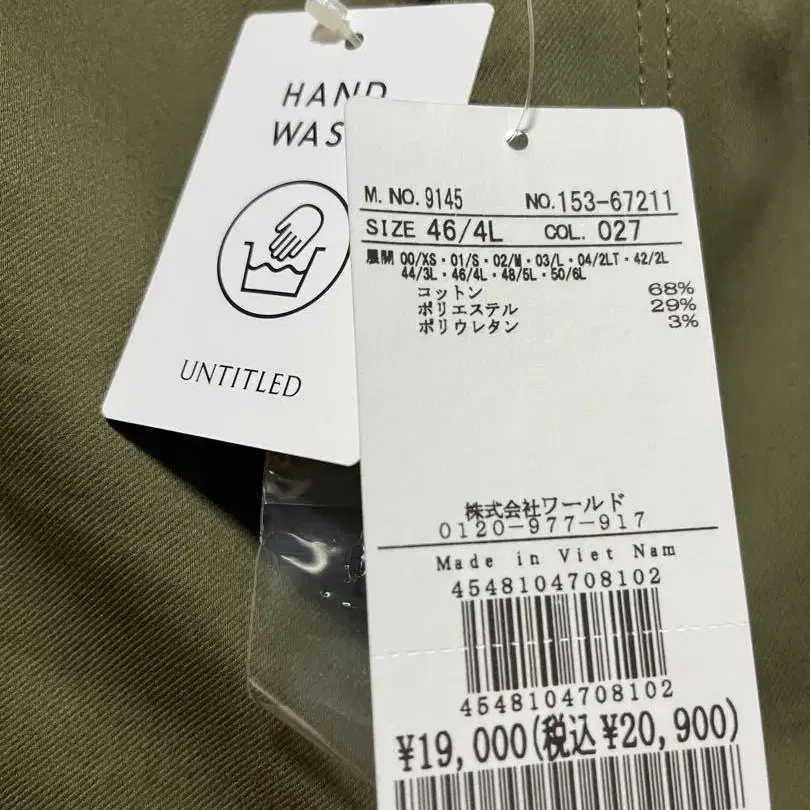 HAND
WAS
UNTITLED
M. NO. 9145 NO. 153-67211
SIZE 46/4L COL. 027
展開 00/XS・01/S・02/M・03/L・04/2LT・42/2L
44/3L・46/4L・48/5L・50/6L
コットン 68%
ポリエステル 29%
ポリウレタン 3%
株式会社ワールド
0120-977-917
Made in Viet Nam
4548104708102
4548104708102
¥19,000(税込¥20,900)